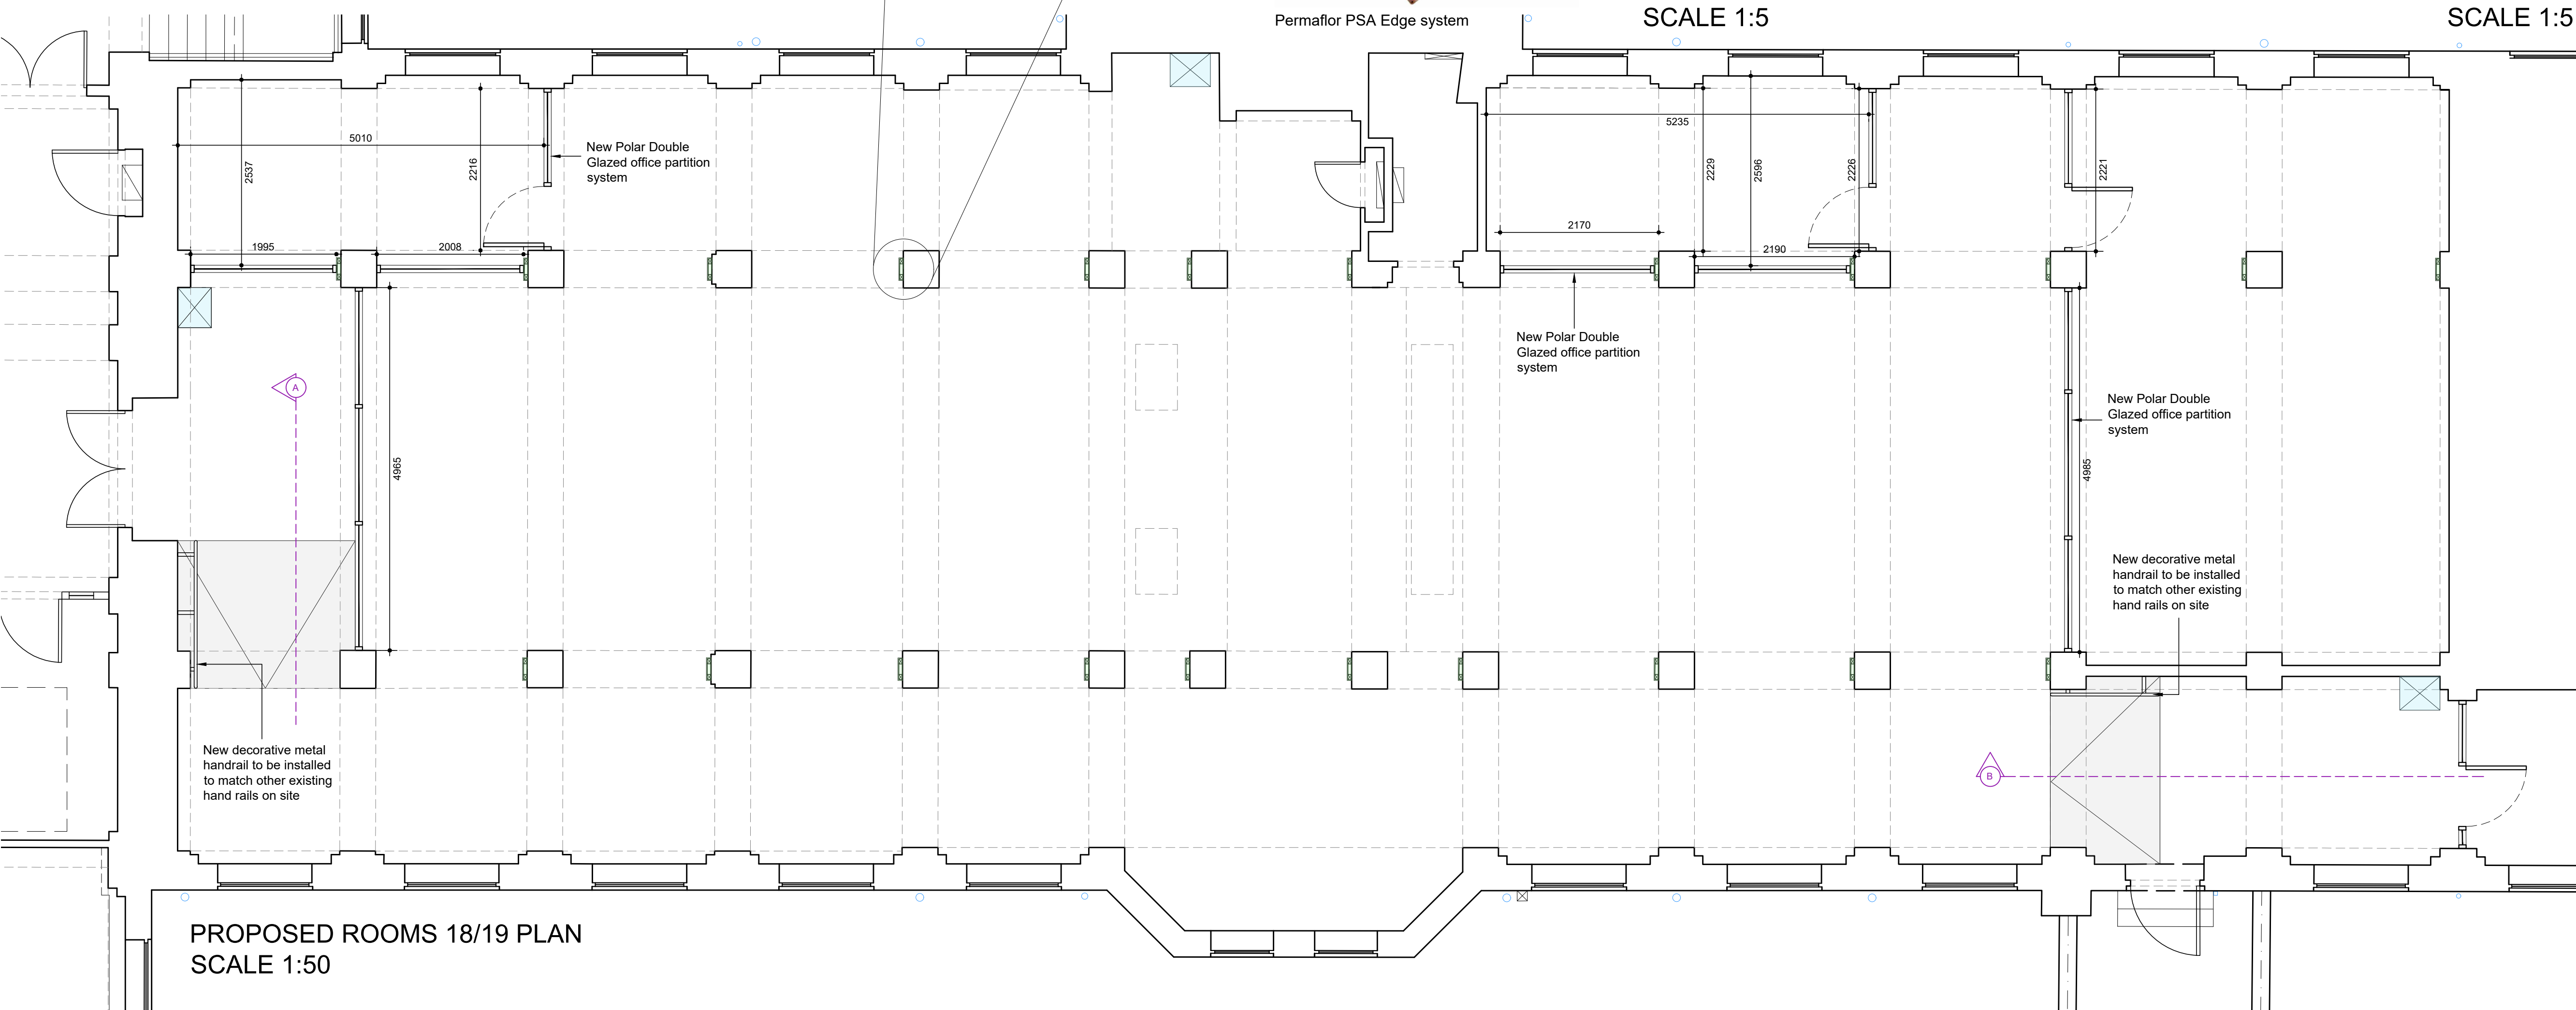 Permaflor PSA Edge system
SCALE 1:5
SCALE 1:5
5010
2537
2216
New Polar Double
Glazed office partition
system
1995
2008
5235
2229
2596
2226
2221
2170
2190
New Polar Double
Glazed office partition
system
A
4965
New Polar Double
Glazed office partition
system
4985
New decorative metal
handrail to be installed
to match other existing
hand rails on site
New decorative metal
handrail to be installed
to match other existing
hand rails on site
B
PROPOSED ROOMS 18/19 PLAN
SCALE 1:50